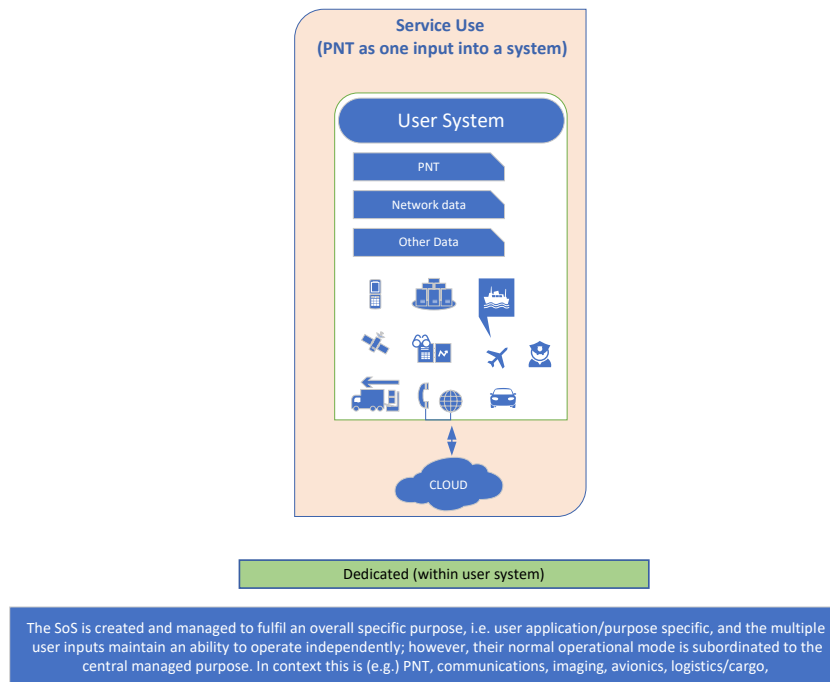 Service Use
(PNT as one input into a system)
User System
PNT
Network data
Other Data
CLOUD
Dedicated (within user system)
The SoS is created and managed to fulfil an overall specific purpose, i.e. user application/purpose specific, and the multiple
user inputs maintain an ability to operate independently; however, their normal operational mode is subordinated to the
central managed purpose. In context this is (e.g.) PNT, communications, imaging, avionics, logistics/cargo,